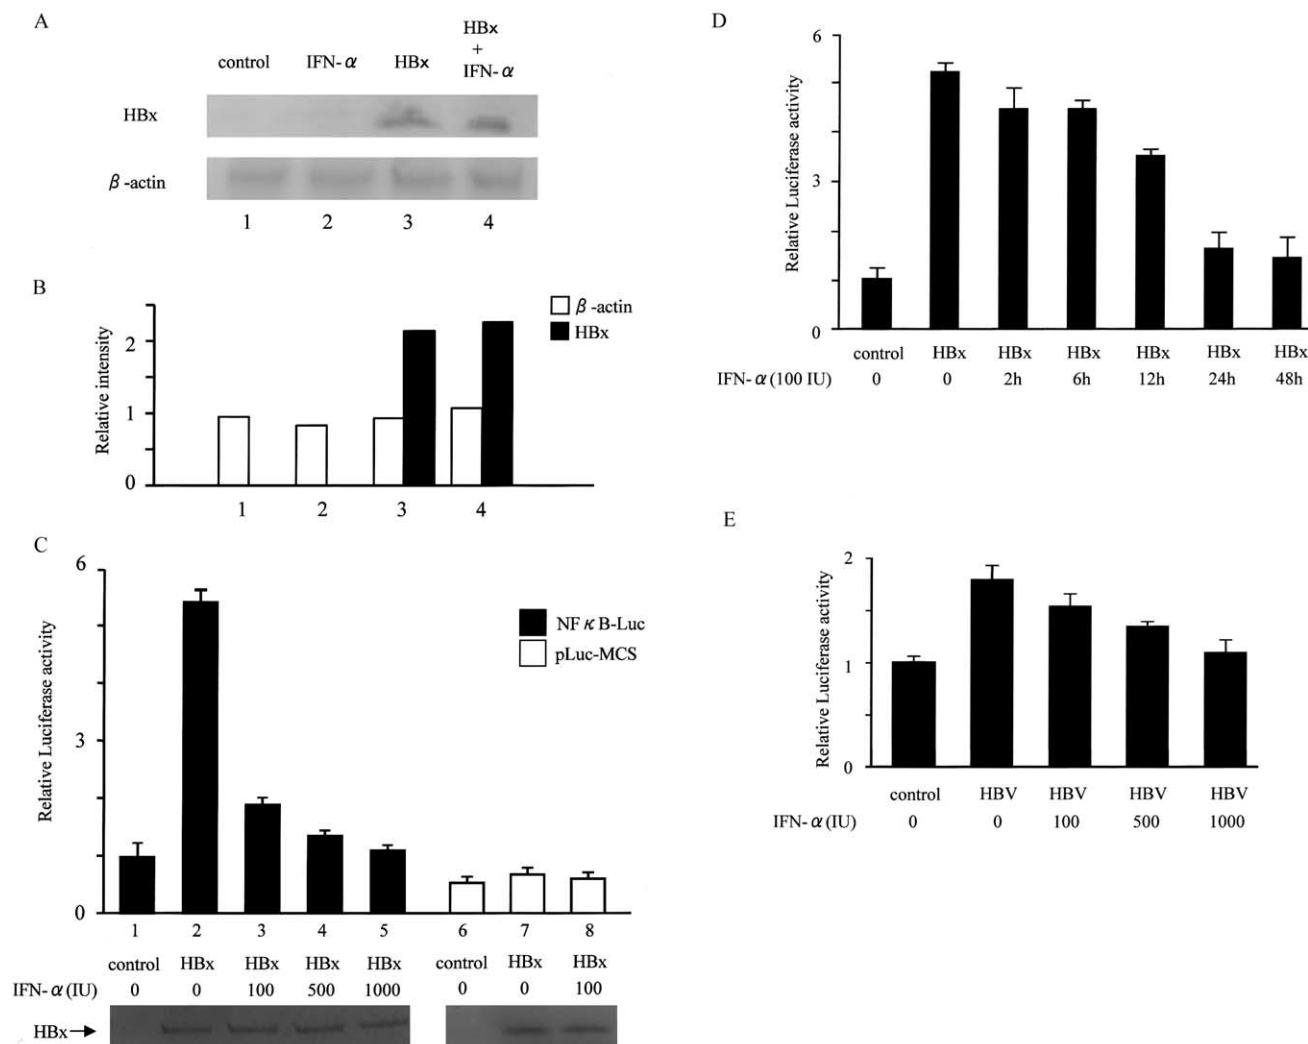 A
control IFN-α HBx HBx + IFN-α
HBx
β-actin
1 2 3 4
B
Relative intensity
2
1
0
β-actin
HBx
1 2 3 4
C
Relative Luciferase activity
6
3
0
NFκB-Luc
pLuc-MCS
1 2 3 4 5 6 7 8
control HBx HBx HBx HBx control HBx HBx
IFN-α(IU) 0 0 100 500 1000 0 0 100
HBx
D
Relative Luciferase activity
6
3
0
control HBx HBx HBx HBx HBx HBx
IFN-α(100 IU) 0 0 2h 6h 12h 24h 48h
E
Relative Luciferase activity
2
1
0
control HBV HBV HBV HBV
IFN-α(IU) 0 0 100 500 1000